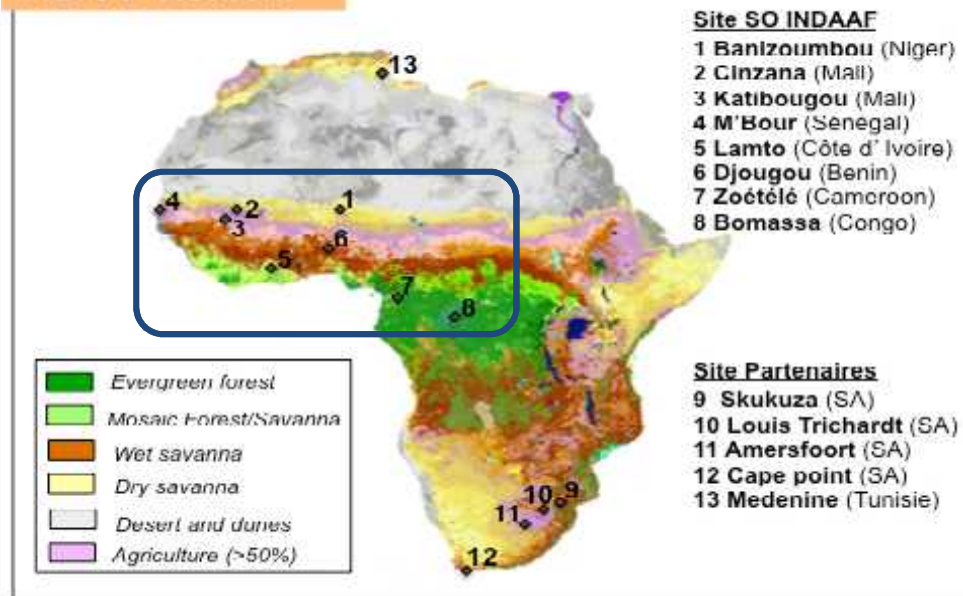 Site SO INDAAF
1 Banizoumbou (Niger)
2 Cinzana (Mali)
3 Katibougou (Mali)
4 M'Bour (Sénégal)
5 Lamto (Côte d' Ivoire)
6 Djougou (Benin)
7 Zoétélé (Cameroon)
8 Bomassa (Congo)
13
4
2
1
3
6
5
7
8
Evergreen forest
Mosaic Forest/Savanna
Wet savanna
Dry savanna
Desert and dunes
Agriculture (>50%)
10
9
11
12
Site Partenaires
9 Skukuza (SA)
10 Louis Trichardt (SA)
11 Amersfoort (SA)
12 Cape point (SA)
13 Medenine (Tunisie)